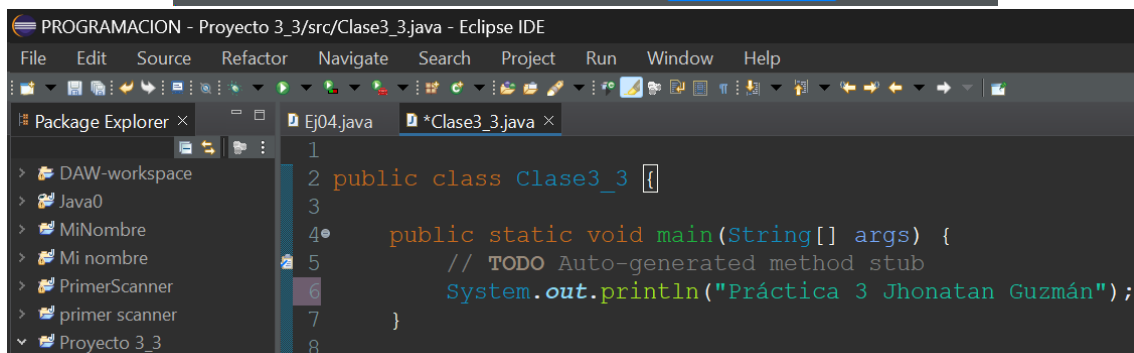 PROGRAMACION - Proyecto 3_3/src/Clase3_3.java - Eclipse IDE
File Edit Source Refactor Navigate Search Project Run Window Help
Package Explorer × Ej04.java *Clase3_3.java ×
1
DAW-workspace
2 public class Clase3_3 {
Java0
3
MiNombre
4 public static void main(String[] args) {
Mi nombre
5 // TODO Auto-generated method stub
PrimerScanner
6 System.out.println("Práctica 3 Jhonatan Guzmán");
primer scanner
7 }
Proyecto 3_3
8